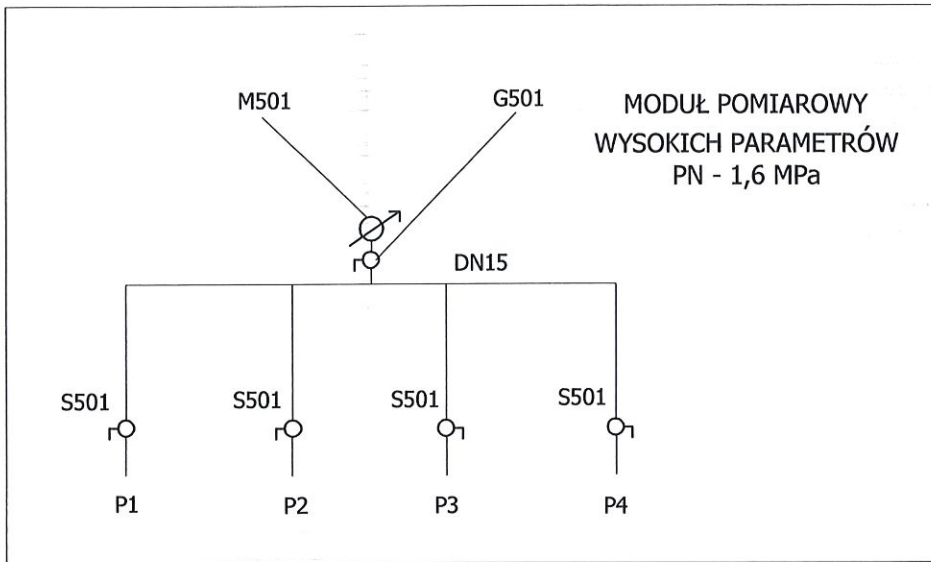 M501
G501
MODUŁ POMIAROWY
WYSOKICH PARAMETRÓW
PN - 1,6 MPa
DN15
S501
S501
S501
S501
P1
P2
P3
P4